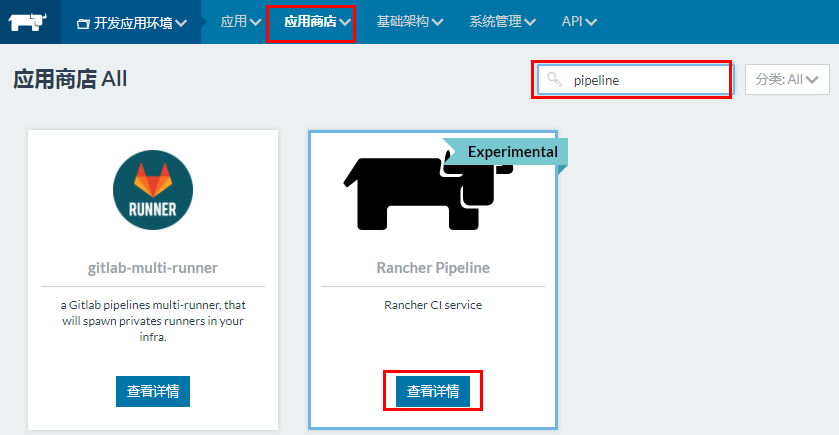 开发应用环境 应用 应用商店 基础架构 系统管理 API
应用商店 All
pipeline
分类: All
RUNNER
gitlab-multi-runner
a Gitlab pipelines multi-runner, that
will spawn privates runners in your
infra.
查看详情
Experimental
Rancher Pipeline
Rancher CI service
查看详情